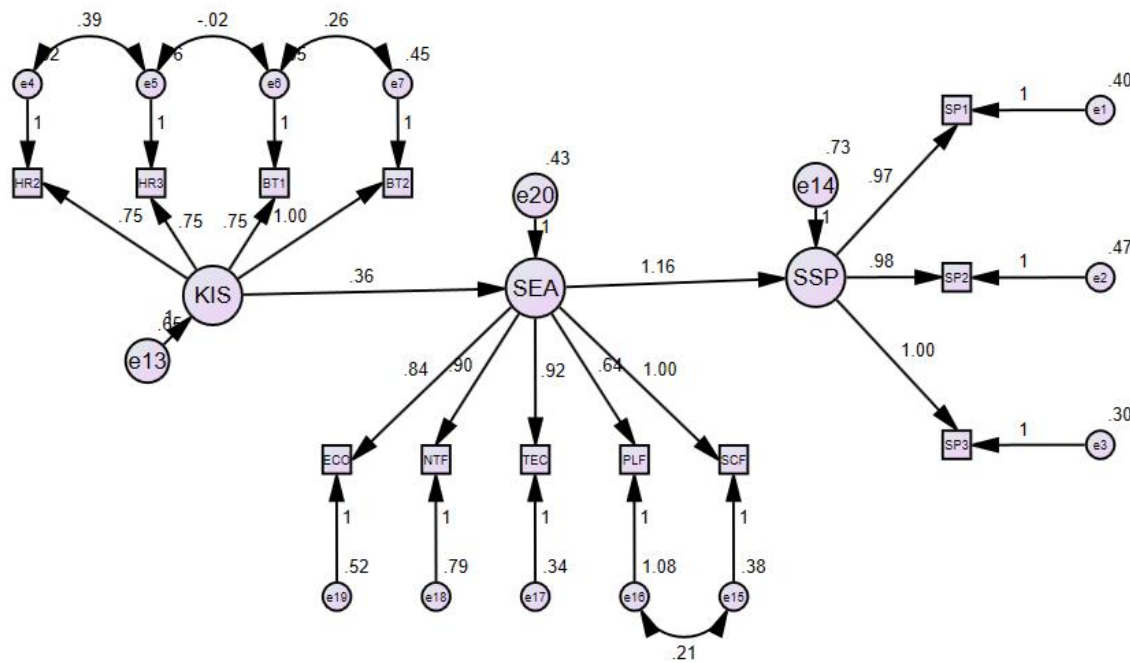 .39 -.02 .26
.45
e4 e5 e6 e7
1 1 1 1
HR2 HR3 BT1 BT2
.75 .75 .75 1.00
KIS
.65
1
e13
.36
.43
e20
1
SEA
1.16
.73
e14
1
SSP
.97
.98
1.00
SP1 1 e1 .40
SP2 1 e2 .47
SP3 1 e3 .30
.84 .90 .92 .64 1.00
ECO NTF TEC PLF SCF
1 1 1 1 1
.52 .79 .34 1.08 .38
e19 e18 e17 e16 e15
.21